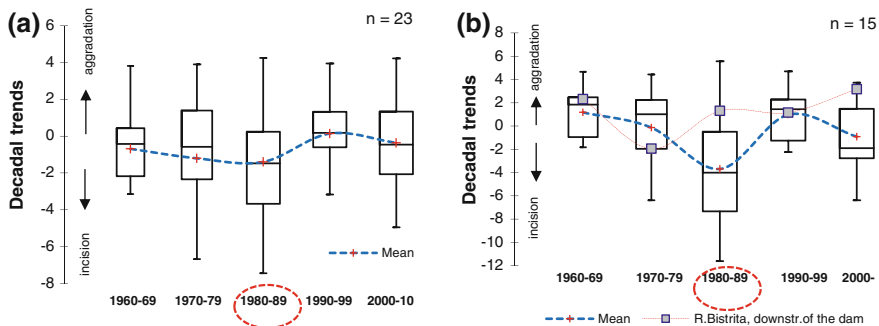 (a)
n = 23
Decadal trends
6
4
2
0
-2
-4
-6
-8
aggradation
incision
Mean
1960-69
1970-79
1980-89
1990-99
2000-10
(b)
n = 15
Decadal trends
8
6
4
2
0
-2
-4
-6
-8
-10
-12
aggradation
incision
1960-69
1970-79
1980-89
1990-99
2000-
Mean
R.Bistrita, downstr.of the dam